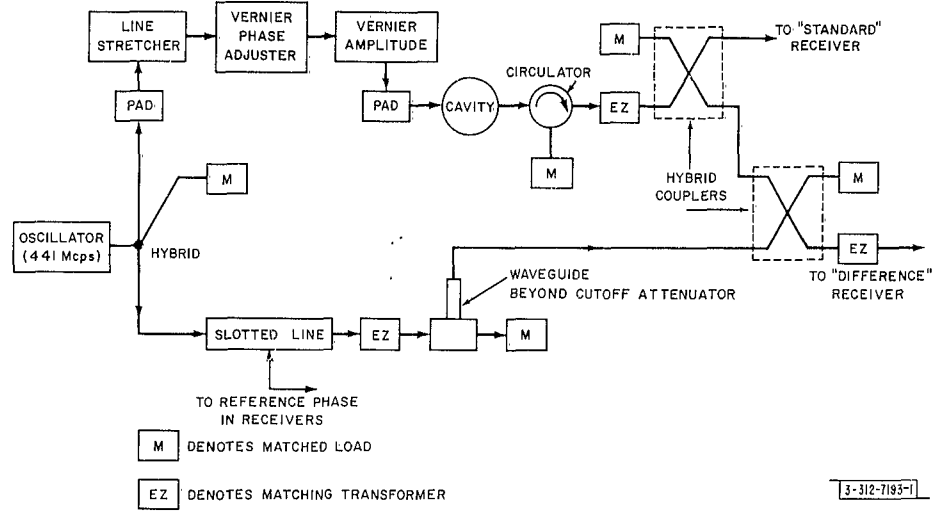 LINE
STRETCHER
VERNIER
PHASE
ADJUSTER
VERNIER
AMPLITUDE
TO "STANDARD"
RECEIVER
M
CIRCULATOR
PAD
PAD
CAVITY
EZ
M
M
HYBRID
COUPLERS
M
OSCILLATOR
(441 Mcps)
HYBRID
EZ
WAVEGUIDE
BEYOND CUTOFF ATTENUATOR
TO "DIFFERENCE"
RECEIVER
SLOTTED LINE
EZ
M
TO REFERENCE PHASE
IN RECEIVERS
M DENOTES MATCHED LOAD
EZ DENOTES MATCHING TRANSFORMER
3-312-7193-1